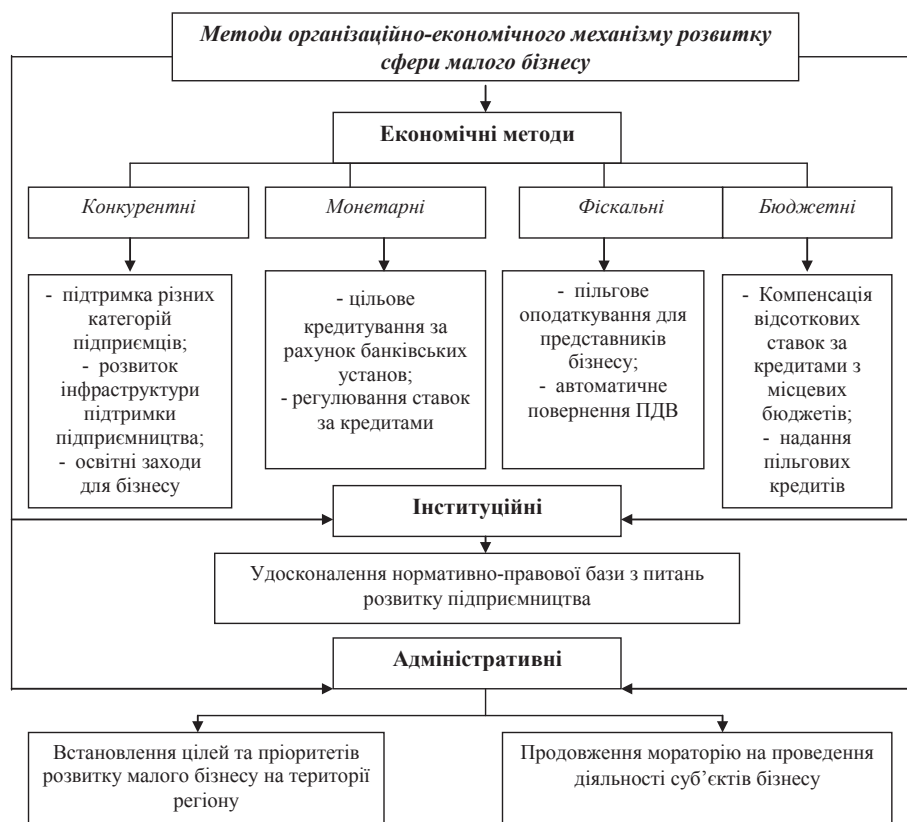 Методи організаційно-економічного механізму розвитку
сфери малого бізнесу
Економічні методи
Конкурентні
Монетарні
Фіскальні
Бюджетні
- підтримка різних
категорій
підприємців;
- розвиток
інфраструктури
підтримки
підприємництва;
- освітні заходи
для бізнесу
- цільове
кредитування за
рахунок банківських
установ;
- регулювання ставок
за кредитами
- пільгове
оподаткування для
представників
бізнесу;
- автоматичне
повернення ПДВ
- Компенсація
відсоткових
ставок за
кредитами з
місцевих
бюджетів;
- надання
пільгових
кредитів
Інституційні
Удосконалення нормативно-правової бази з питань
розвитку підприємництва
Адміністративні
Встановлення цілей та пріоритетів
розвитку малого бізнесу на території
регіону
Продовження мораторію на проведення
діяльності суб’єктів бізнесу